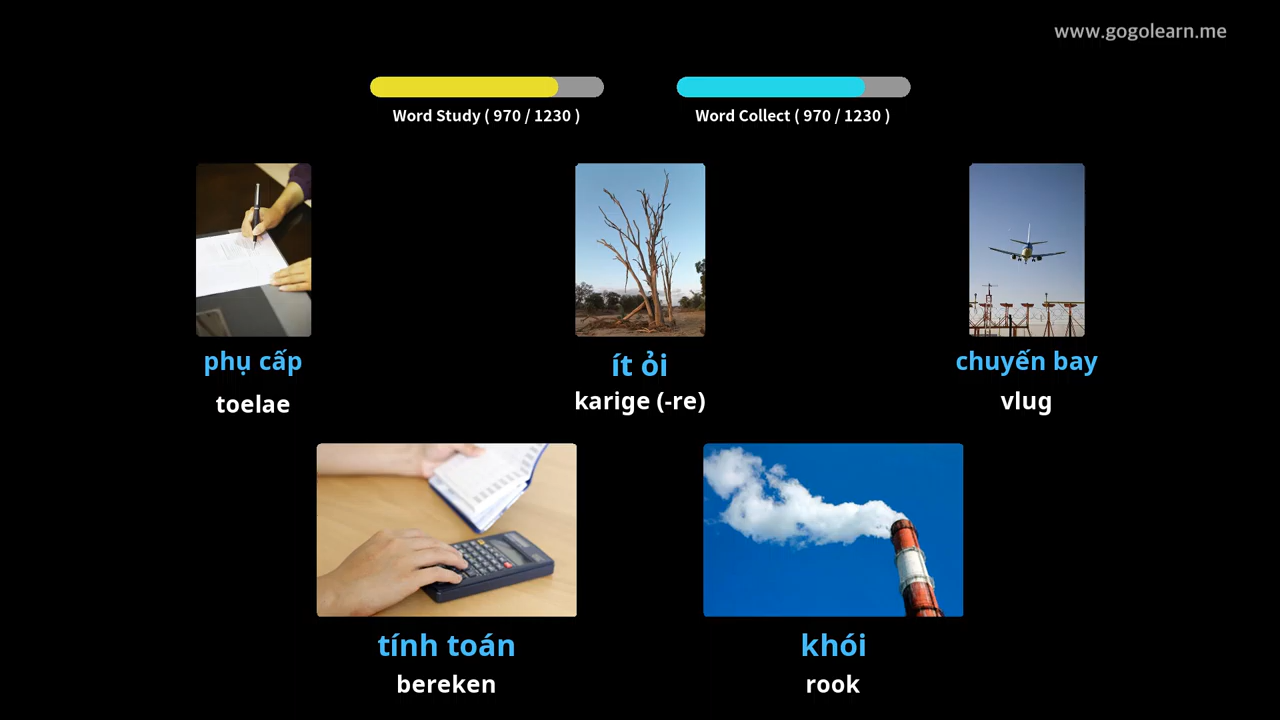 www.gogolearn.me
Word Study ( 970 / 1230 )
Word Collect ( 970 / 1230 )
phụ cấp
toelae
ít ỏi
karige (-re)
chuyến bay
vlug
tính toán
bereken
khói
rook